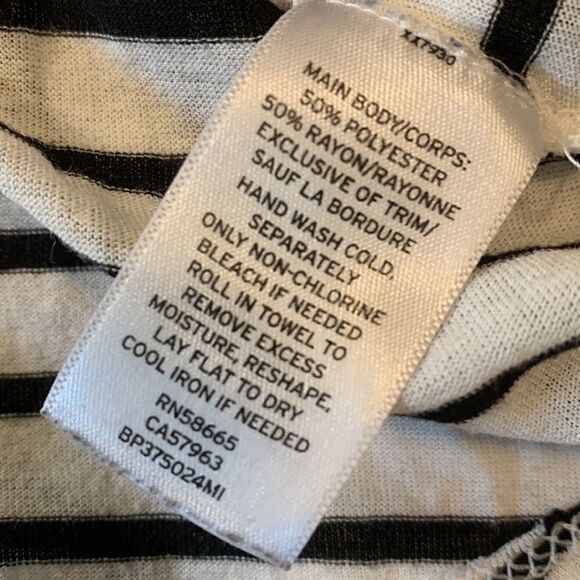 XX7930
MAIN BODY/CORPS:
50% POLYESTER
50% RAYON/RAYONNE
EXCLUSIVE OF TRIM/
SAUF LA BORDURE
HAND WASH COLD,
SEPARATELY
ONLY NON-CHLORINE
BLEACH IF NEEDED
ROLL IN TOWEL TO
REMOVE EXCESS
MOISTURE, RESHAPE,
LAY FLAT TO DRY
COOL IRON IF NEEDED
RN58665
CA57963
BP375024MI